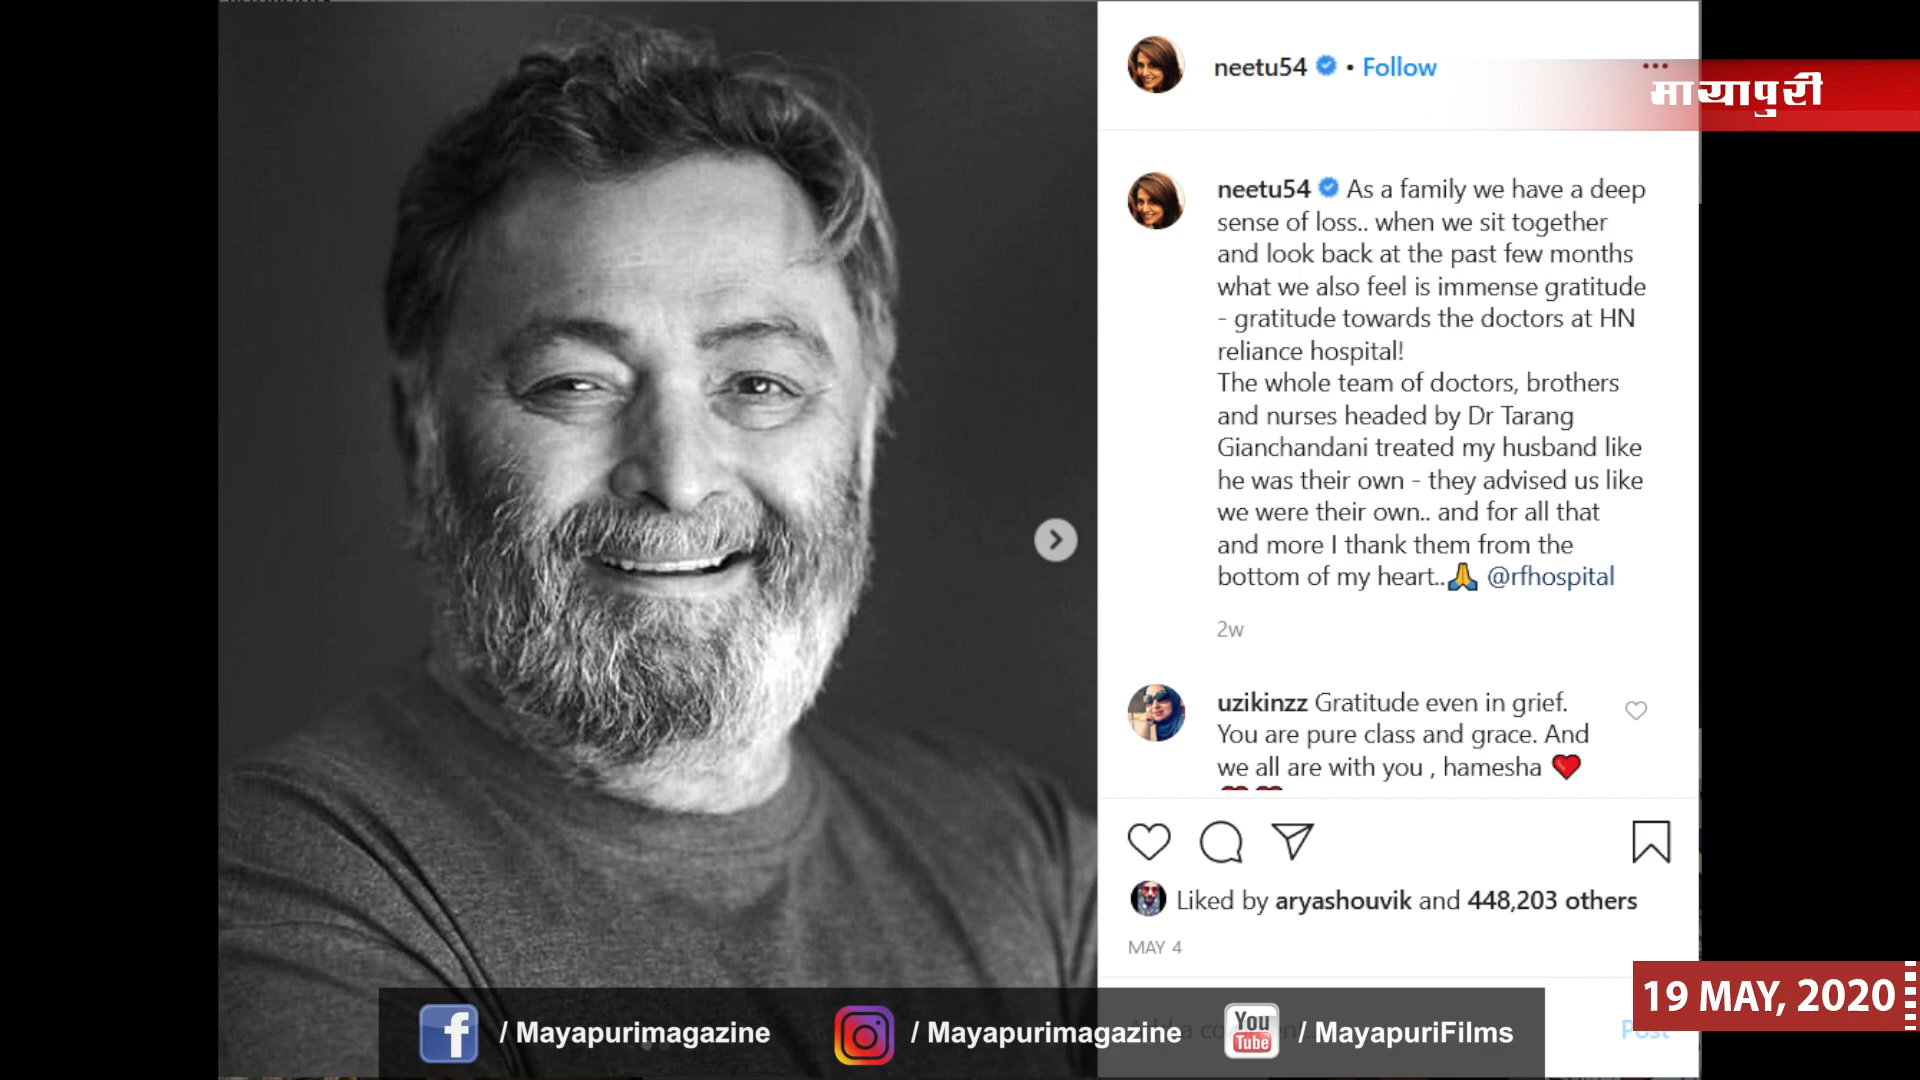 neetu54 • Follow
मायापुरी
neetu54 As a family we have a deep
sense of loss.. when we sit together
and look back at the past few months
what we also feel is immense gratitude
- gratitude towards the doctors at HN
reliance hospital!
The whole team of doctors, brothers
and nurses headed by Dr Tarang
Gianchandani treated my husband like
he was their own - they advised us like
we were their own.. and for all that
and more I thank them from the
bottom of my heart..🙏 @rfhospital
2w
uzikinzz Gratitude even in grief.
You are pure class and grace. And
we all are with you , hamesha ❤️
Liked by aryashouvik and 448,203 others
MAY 4
19 MAY, 2020
/ Mayapurimagazine
/ Mayapurimagazine
You Tube
/ MayapuriFilms
Post